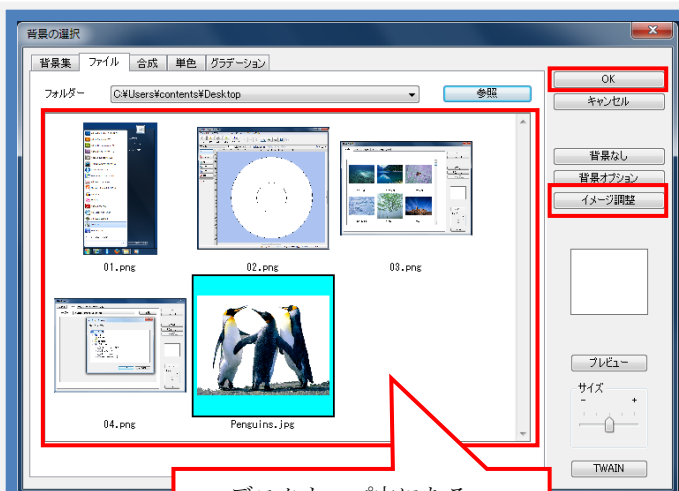 背景の選択
背景集 ファイル 合成 単色 グラデーション
フォルダー C:¥Users¥contents¥Desktop 参照
OK
キャンセル
背景なし
背景オプション
イメージ調整
01.png 02.png 03.png
04.png Penguins.jpg
プレビュー
サイズ
- +
TWAIN